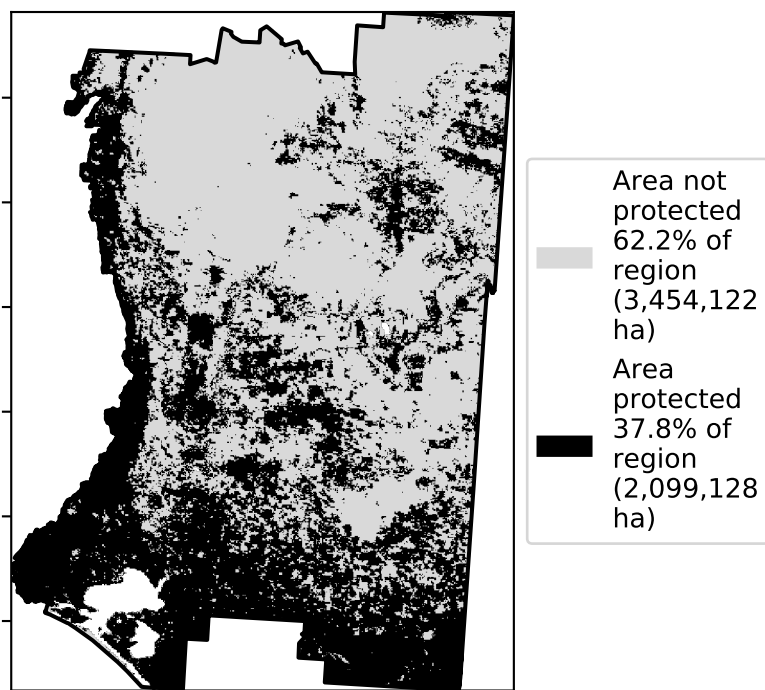 Area not
protected
62.2% of
region
(3,454,122
ha)
Area
protected
37.8% of
region
(2,099,128
ha)